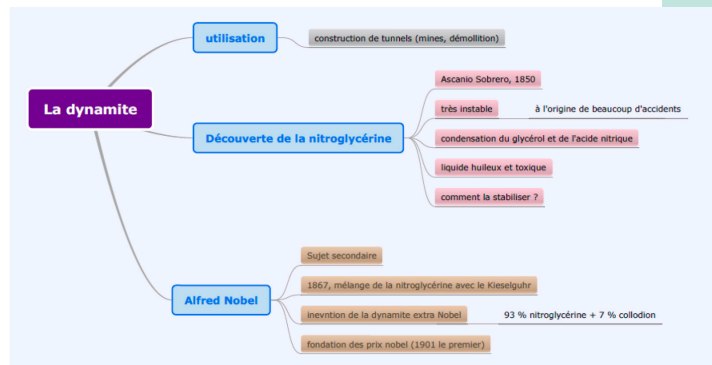 La dynamite
utilisation
construction de tunnels (mines, démollition)
Découverte de la nitroglycérine
Ascanio Sobrero, 1850
très instable
à l'origine de beaucoup d'accidents
condensation du glycérol et de l'acide nitrique
liquide huileux et toxique
comment la stabiliser ?
Alfred Nobel
Sujet secondaire
1867, mélange de la nitroglycérine avec le Kieselguhr
inevntion de la dynamite extra Nobel
93 % nitroglycérine + 7 % collodion
fondation des prix nobel (1901 le premier)